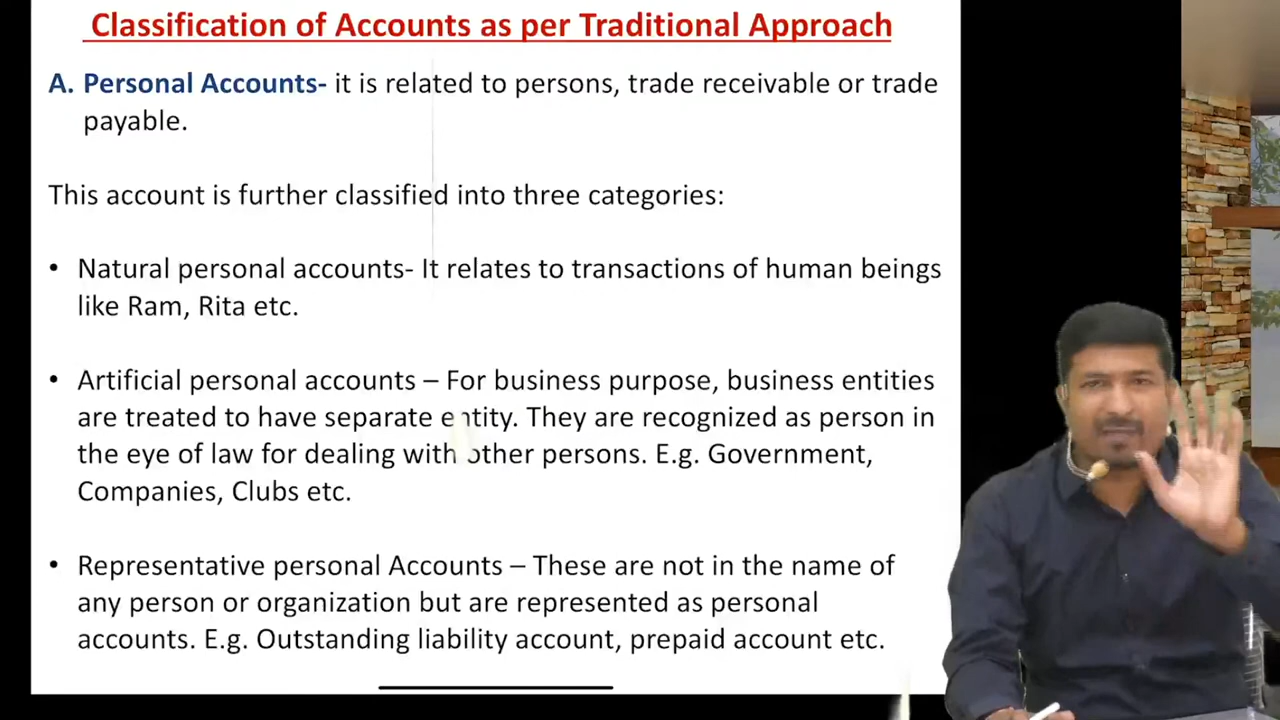 Classification of Accounts as per Traditional Approach
A. Personal Accounts- it is related to persons, trade receivable or trade
payable.
This account is further classified into three categories:
• Natural personal accounts- It relates to transactions of human beings
like Ram, Rita etc.
• Artificial personal accounts – For business purpose, business entities
are treated to have separate entity. They are recognized as person in
the eye of law for dealing with other persons. E.g. Government,
Companies, Clubs etc.
• Representative personal Accounts – These are not in the name of
any person or organization but are represented as personal
accounts. E.g. Outstanding liability account, prepaid account etc.